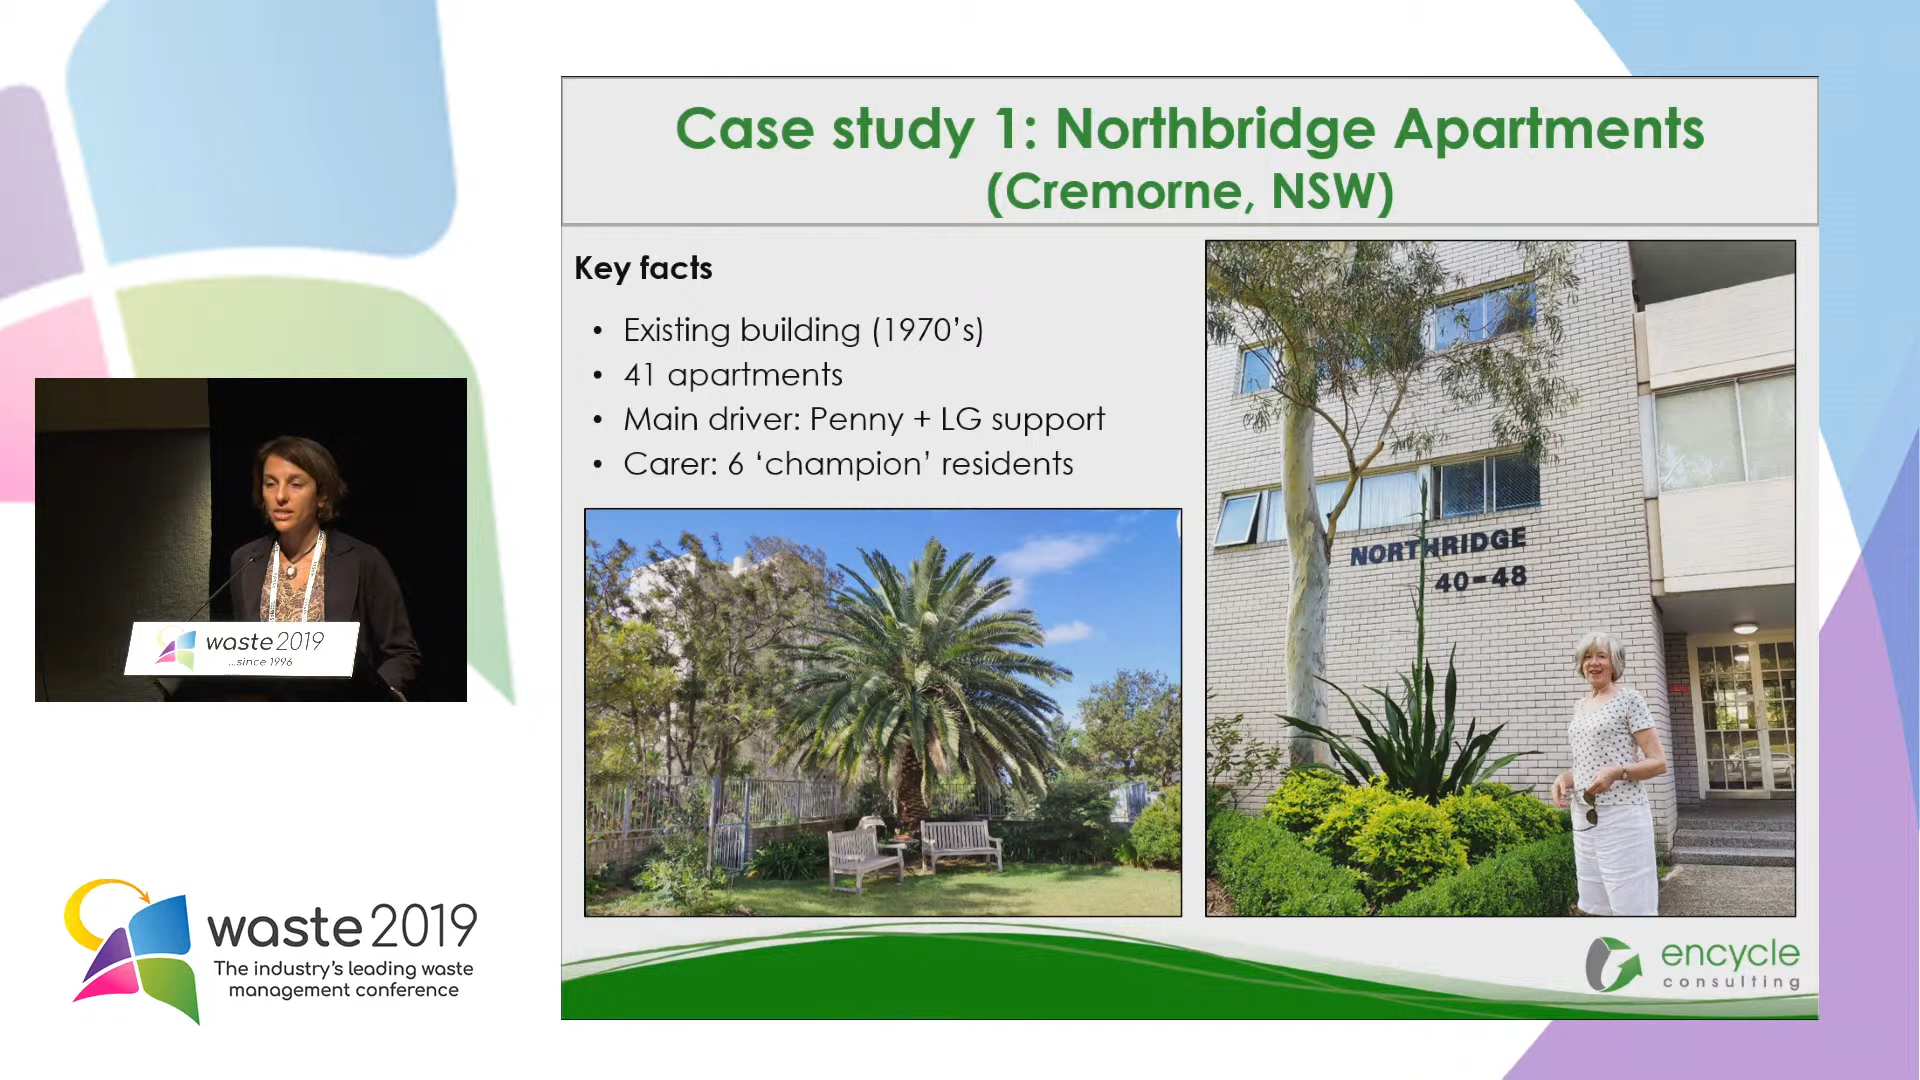 Case study 1: Northbridge Apartments
(Cremorne, NSW)
Key facts
• Existing building (1970's)
• 41 apartments
• Main driver: Penny + LG support
• Carer: 6 ‘champion’ residents
NORTHRIDGE
40-48
waste 2019
...since 1996
waste 2019
The industry's leading waste
management conference
encycle
consulting